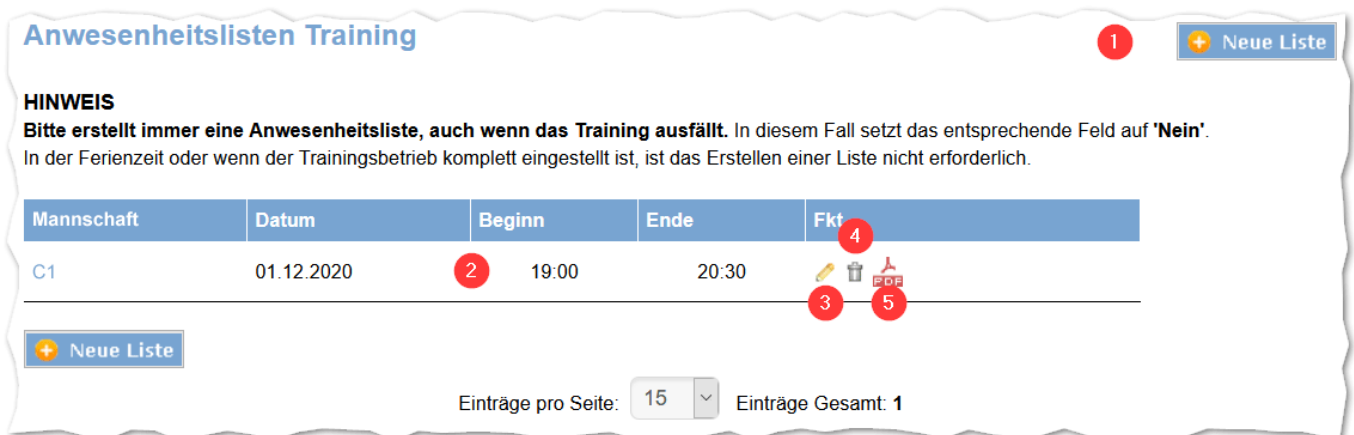 Anwesenheitslisten Training
1
Neue Liste
HINWEIS
Bitte erstellt immer eine Anwesenheitsliste, auch wenn das Training ausfällt. In diesem Fall setzt das entsprechende Feld auf 'Nein'.
In der Ferienzeit oder wenn der Trainingsbetrieb komplett eingestellt ist, ist das Erstellen einer Liste nicht erforderlich.
Mannschaft Datum Beginn Ende Fkt
4
C1 01.12.2020 2 19:00 20:30 PDF
3 5
Neue Liste
Einträge pro Seite: 15 Einträge Gesamt: 1